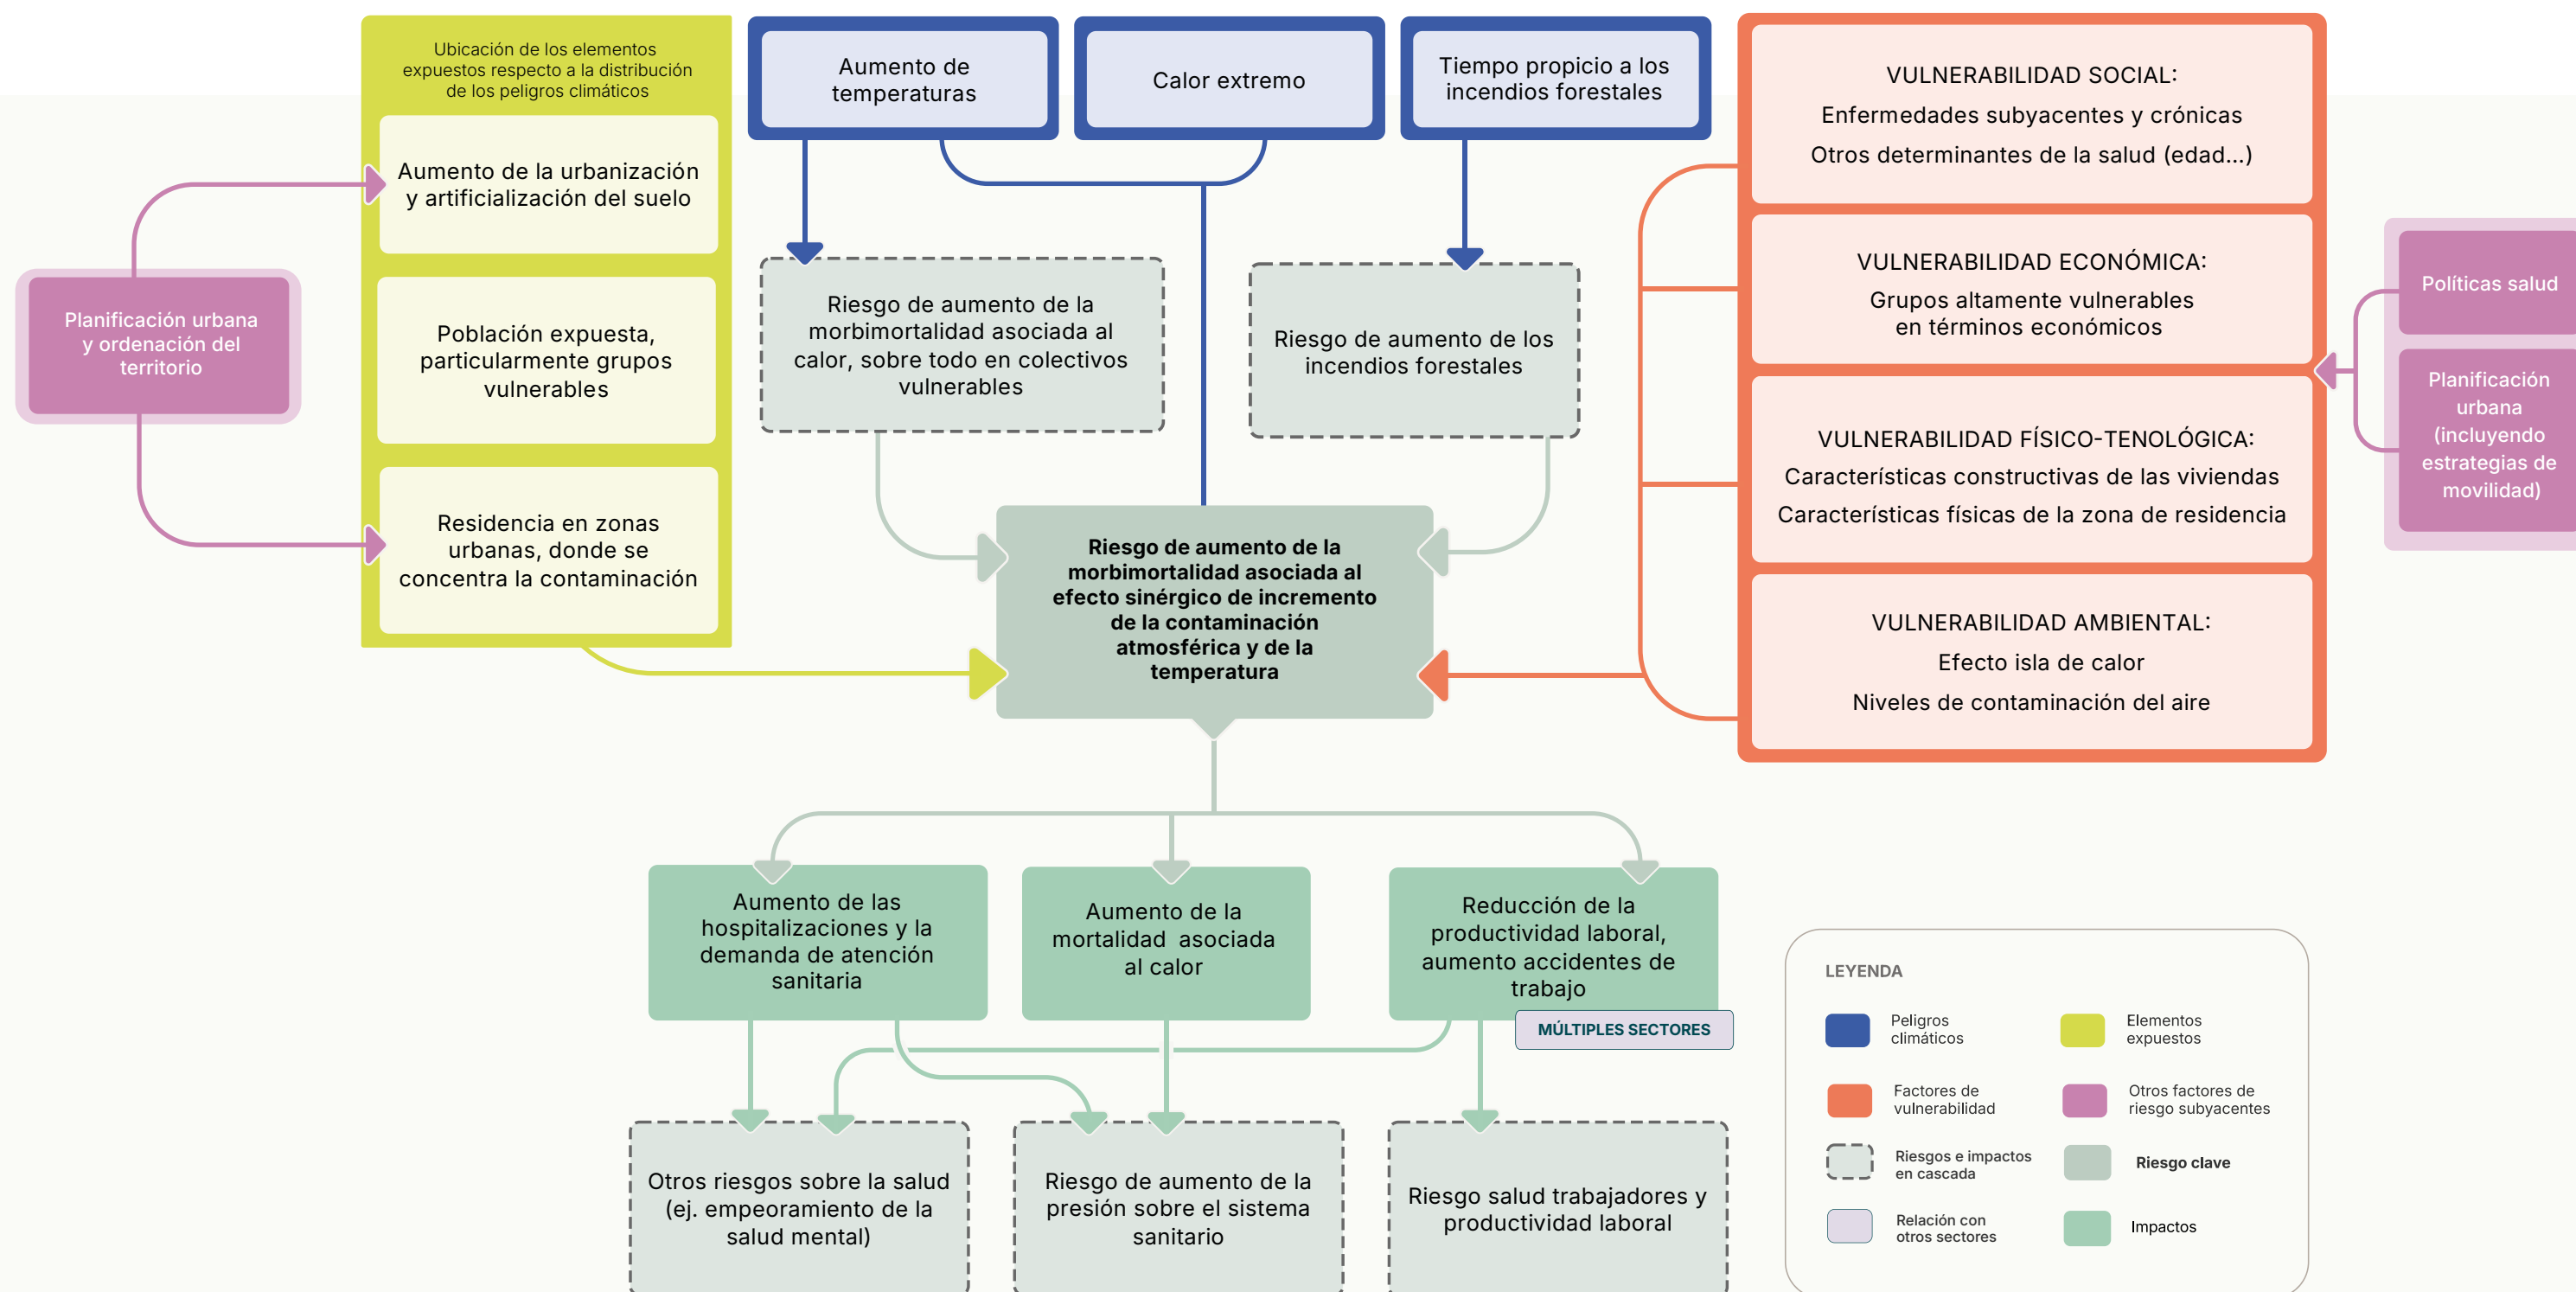 Ubicación de los elementos
expuestos respecto a la distribución
de los peligros climáticos
Aumento de la urbanización
y artificialización del suelo
Población expuesta,
particularmente grupos
vulnerables
Residencia en zonas
urbanas, donde se
concentra la contaminación
Planificación urbana
y ordenación del
territorio
Aumento de
temperaturas
Calor extremo
Tiempo propicio a los
incendios forestales
Riesgo de aumento de la
morbimortalidad asociada al
calor, sobre todo en colectivos
vulnerables
Riesgo de aumento de los
incendios forestales
Riesgo de aumento de la
morbimortalidad asociada al
efecto sinérgico de incremento
de la contaminación
atmosférica y de la
temperatura
VULNERABILIDAD SOCIAL:
Enfermedades subyacentes y crónicas
Otros determinantes de la salud (edad...)
VULNERABILIDAD ECONÓMICA:
Grupos altamente vulnerables
en términos económicos
VULNERABILIDAD FÍSICO-TENOLÓGICA:
Características constructivas de las viviendas
Características físicas de la zona de residencia
VULNERABILIDAD AMBIENTAL:
Efecto isla de calor
Niveles de contaminación del aire
Políticas salud
Planificación
urbana
(incluyendo
estrategias de
movilidad)
Aumento de las
hospitalizaciones y la
demanda de atención
sanitaria
Aumento de la
mortalidad asociada
al calor
Reducción de la
productividad laboral,
aumento accidentes de
trabajo
MÚLTIPLES SECTORES
Otros riesgos sobre la salud
(ej. empeoramiento de la
salud mental)
Riesgo de aumento de la
presión sobre el sistema
sanitario
Riesgo salud trabajadores y
productividad laboral
LEYENDA
Peligros
climáticos
Elementos
expuestos
Factores de
vulnerabilidad
Otros factores de
riesgo subyacentes
Riesgos e impactos
en cascada
Riesgo clave
Relación con
otros sectores
Impactos